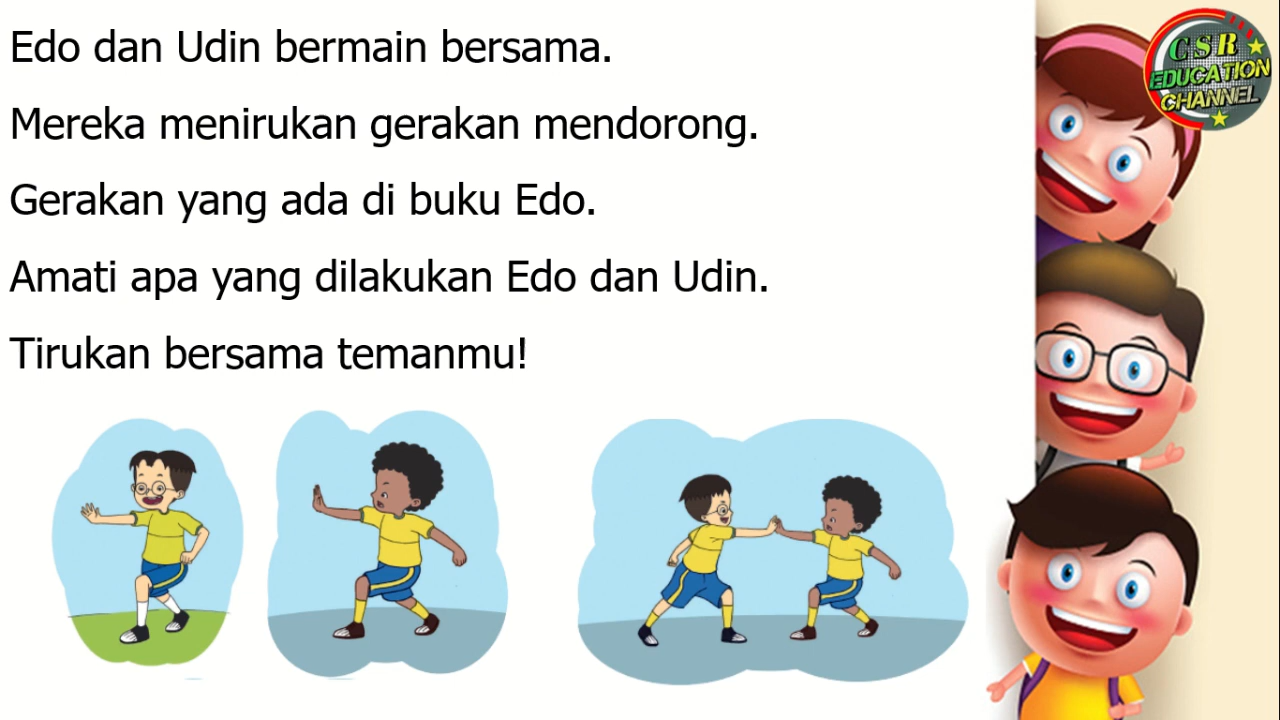 Edo dan Udin bermain bersama.
Mereka menirukan gerakan mendorong.
Gerakan yang ada di buku Edo.
Amati apa yang dilakukan Edo dan Udin.
Tirukan bersama temanmu!
CSR
EDUCATION
CHANNEL